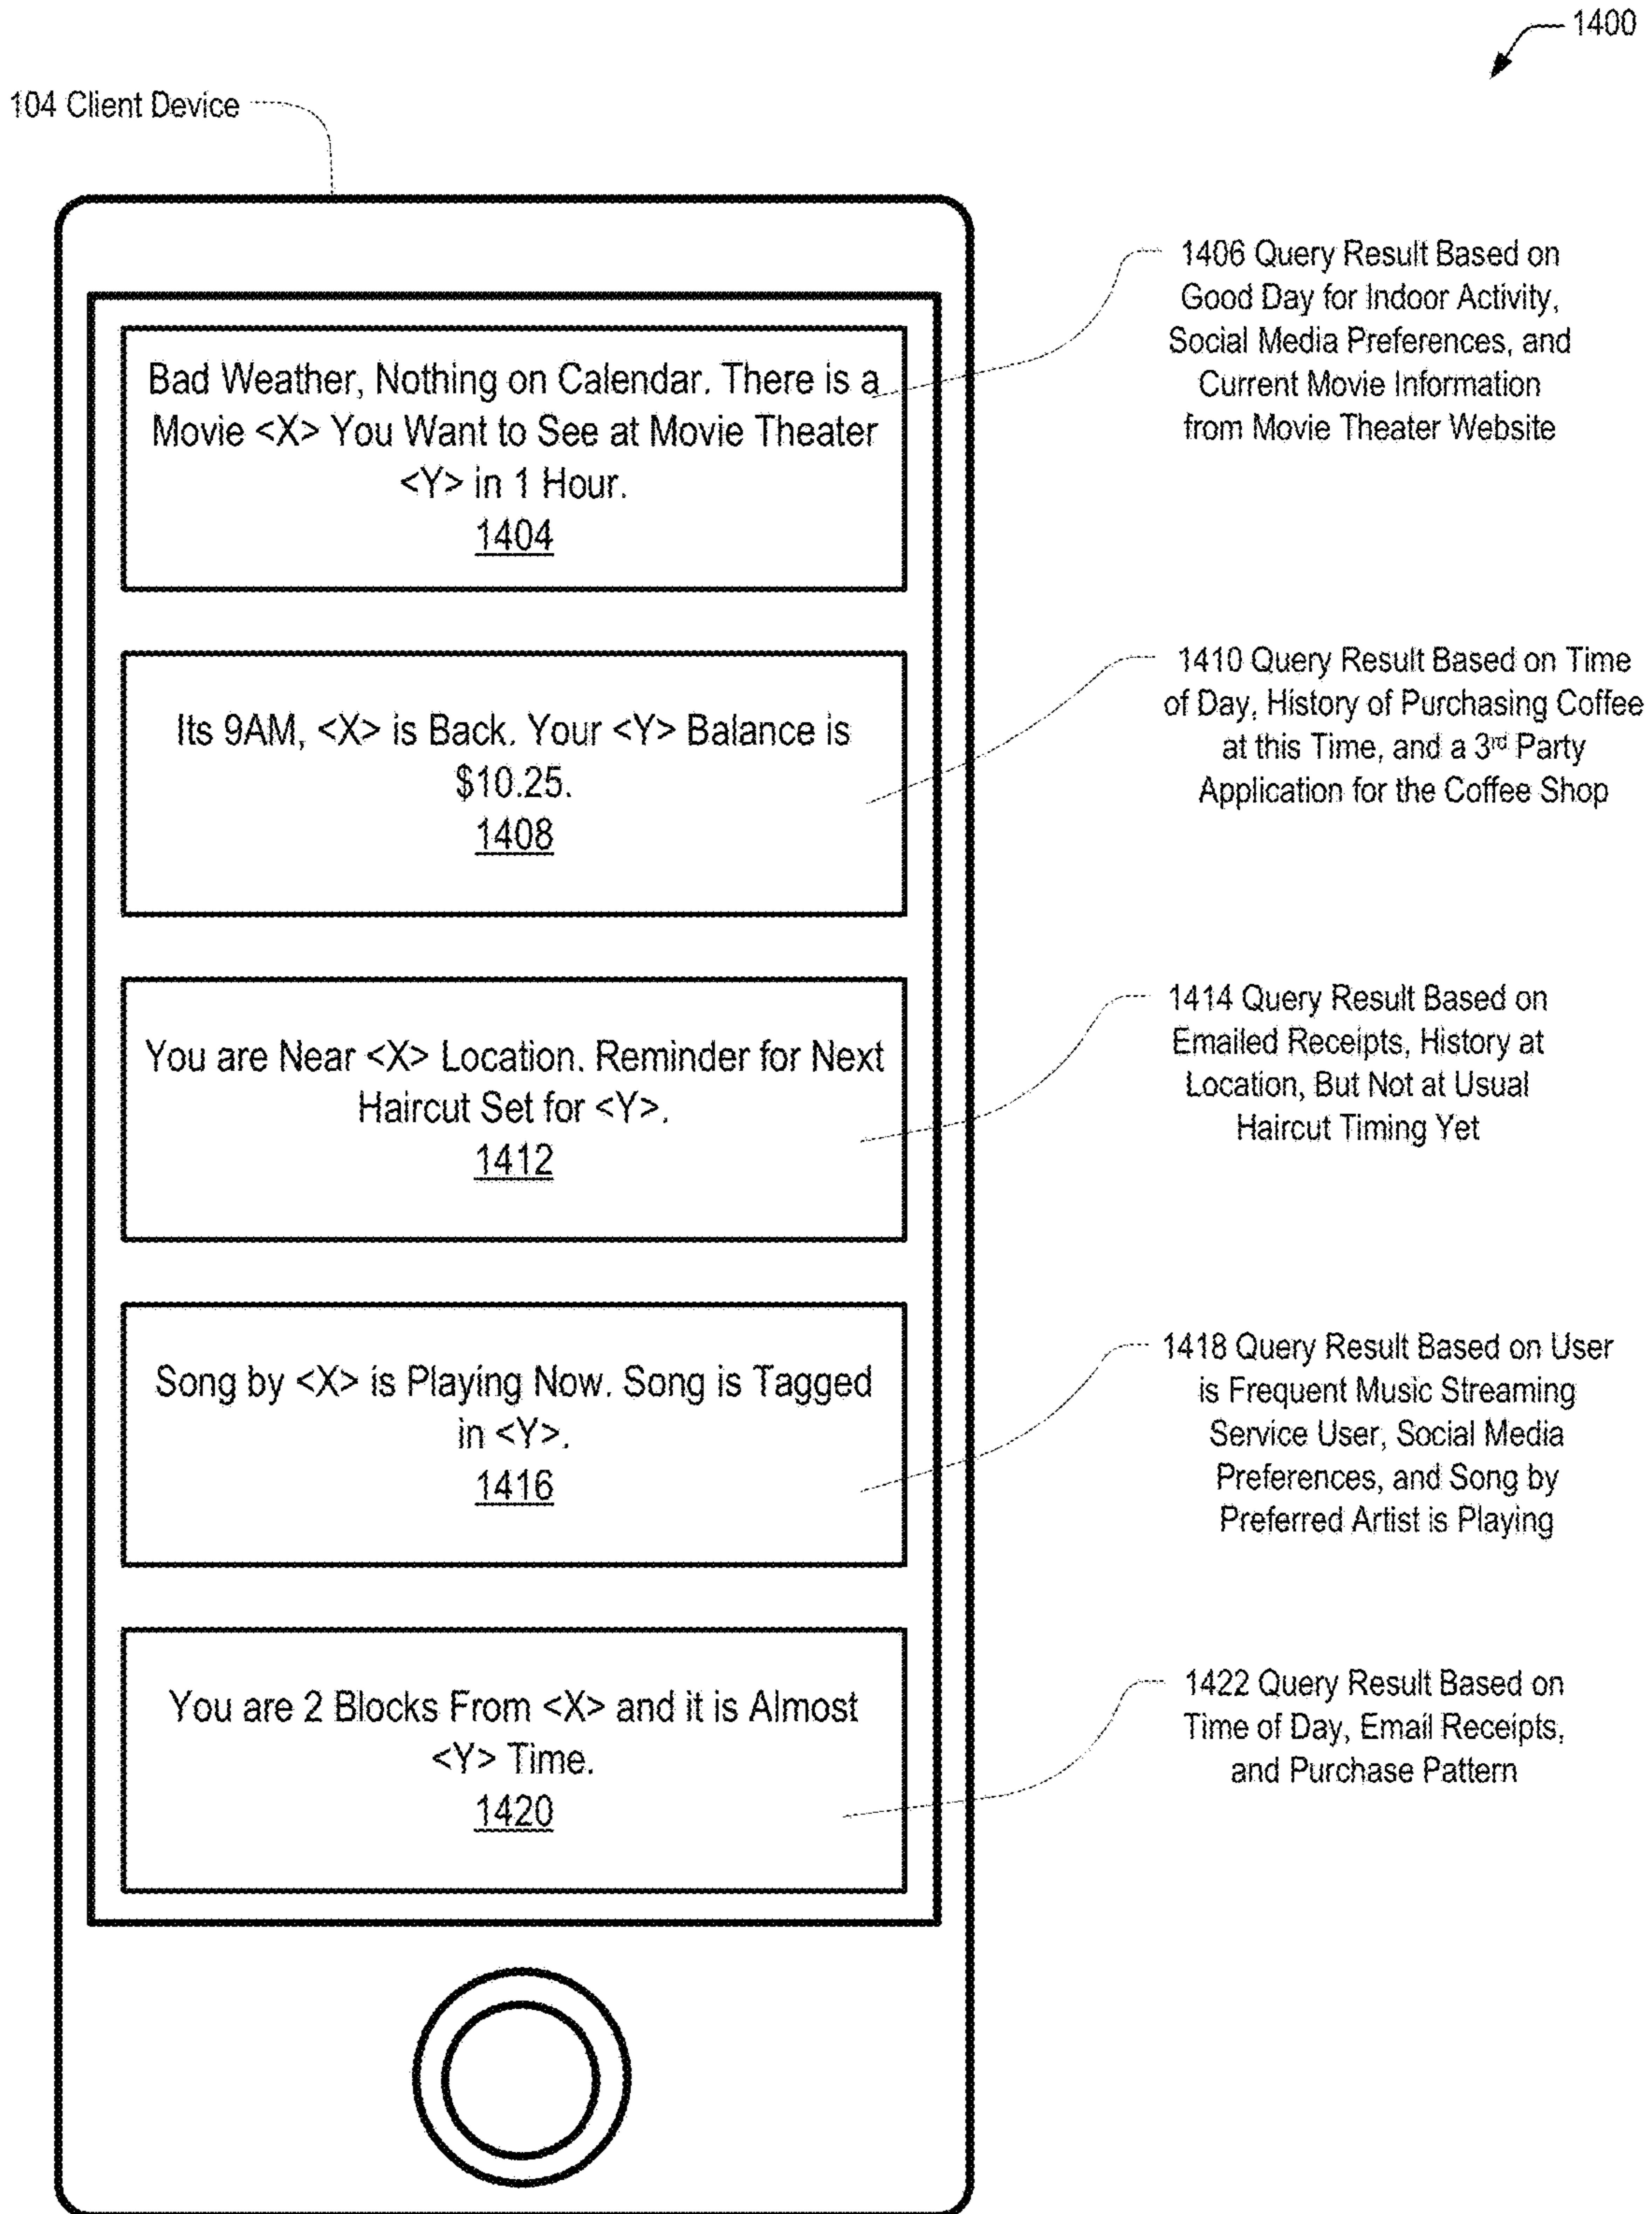 1400
104 Client Device
Bad Weather, Nothing on Calendar. There is a
Movie <X> You Want to See at Movie Theater
<Y> in 1 Hour.
1404
1406 Query Result Based on
Good Day for Indoor Activity,
Social Media Preferences, and
Current Movie Information
from Movie Theater Website
Its 9AM, <X> is Back. Your <Y> Balance is
$10.25.
1408
1410 Query Result Based on Time
of Day, History of Purchasing Coffee
at this Time, and a 3rd Party
Application for the Coffee Shop
You are Near <X> Location. Reminder for Next
Haircut Set for <Y>.
1412
1414 Query Result Based on
Emailed Receipts, History at
Location, But Not at Usual
Haircut Timing Yet
Song by <X> is Playing Now. Song is Tagged
in <Y>.
1416
1418 Query Result Based on User
is Frequent Music Streaming
Service User, Social Media
Preferences, and Song by
Preferred Artist is Playing
You are 2 Blocks From <X> and it is Almost
<Y> Time.
1420
1422 Query Result Based on
Time of Day, Email Receipts,
and Purchase Pattern